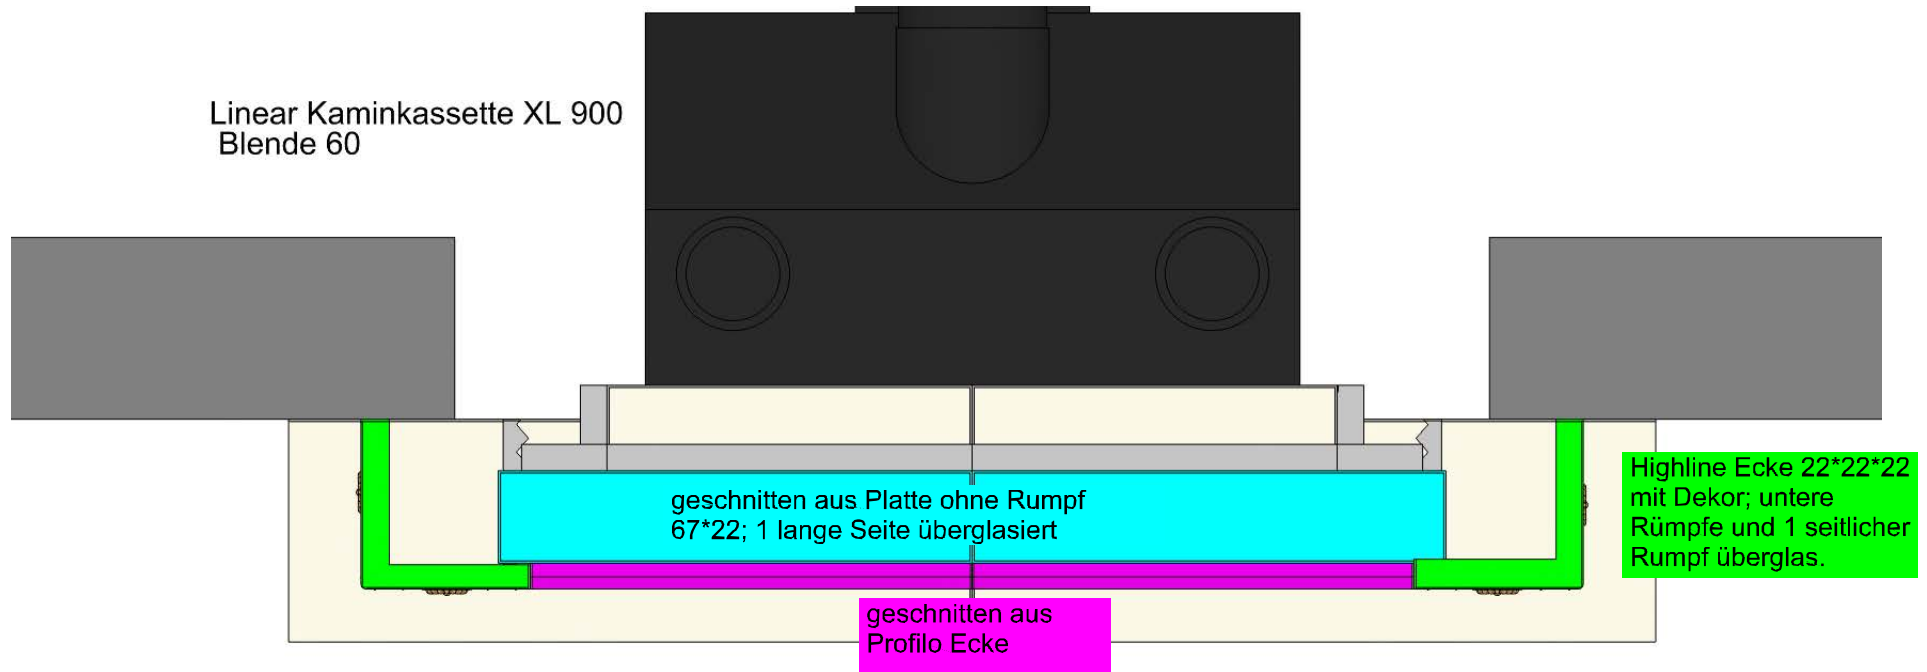 Linear Kaminkassette XL 900
Blende 60
geschnitten aus Platte ohne Rumpf
67*22; 1 lange Seite überglasiert
Highline Ecke 22*22*22
mit Dekor; untere
Rümpfe und 1 seitlicher
Rumpf überglas.
geschnitten aus
Profilo Ecke